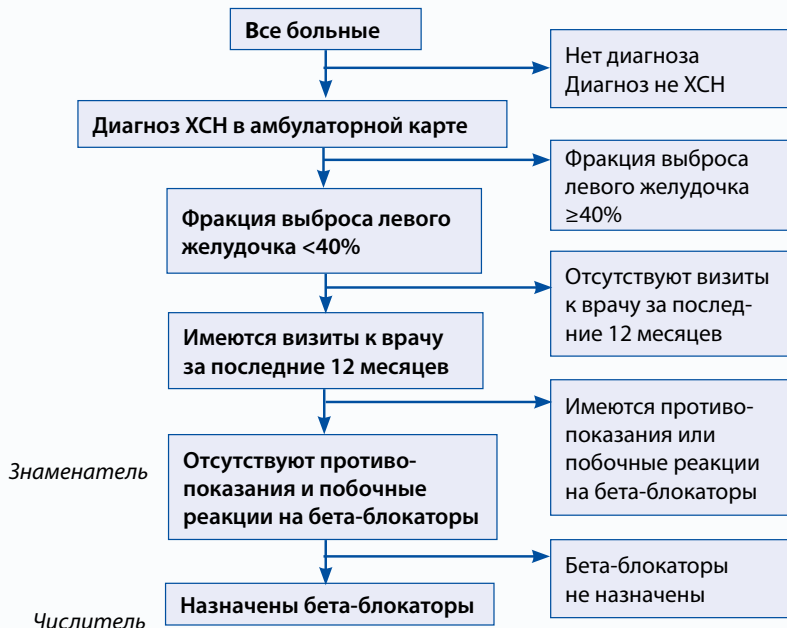 Все больные
Нет диагноза
Диагноз не ХСН
Диагноз ХСН в амбулаторной карте
Фракция выброса
левого желудочка
≥40%
Фракция выброса левого
желудочка <40%
Отсутствуют визиты
к врачу за послед-
ние 12 месяцев
Имеются визиты к врачу
за последние 12 месяцев
Имеются противо-
показания или
побочные реакции
на бета-блокаторы
Знаменатель
Отсутствуют противо-
показания и побочные
реакции на бета-блокаторы
Бета-блокаторы
не назначены
Назначены бета-блокаторы
Числитель